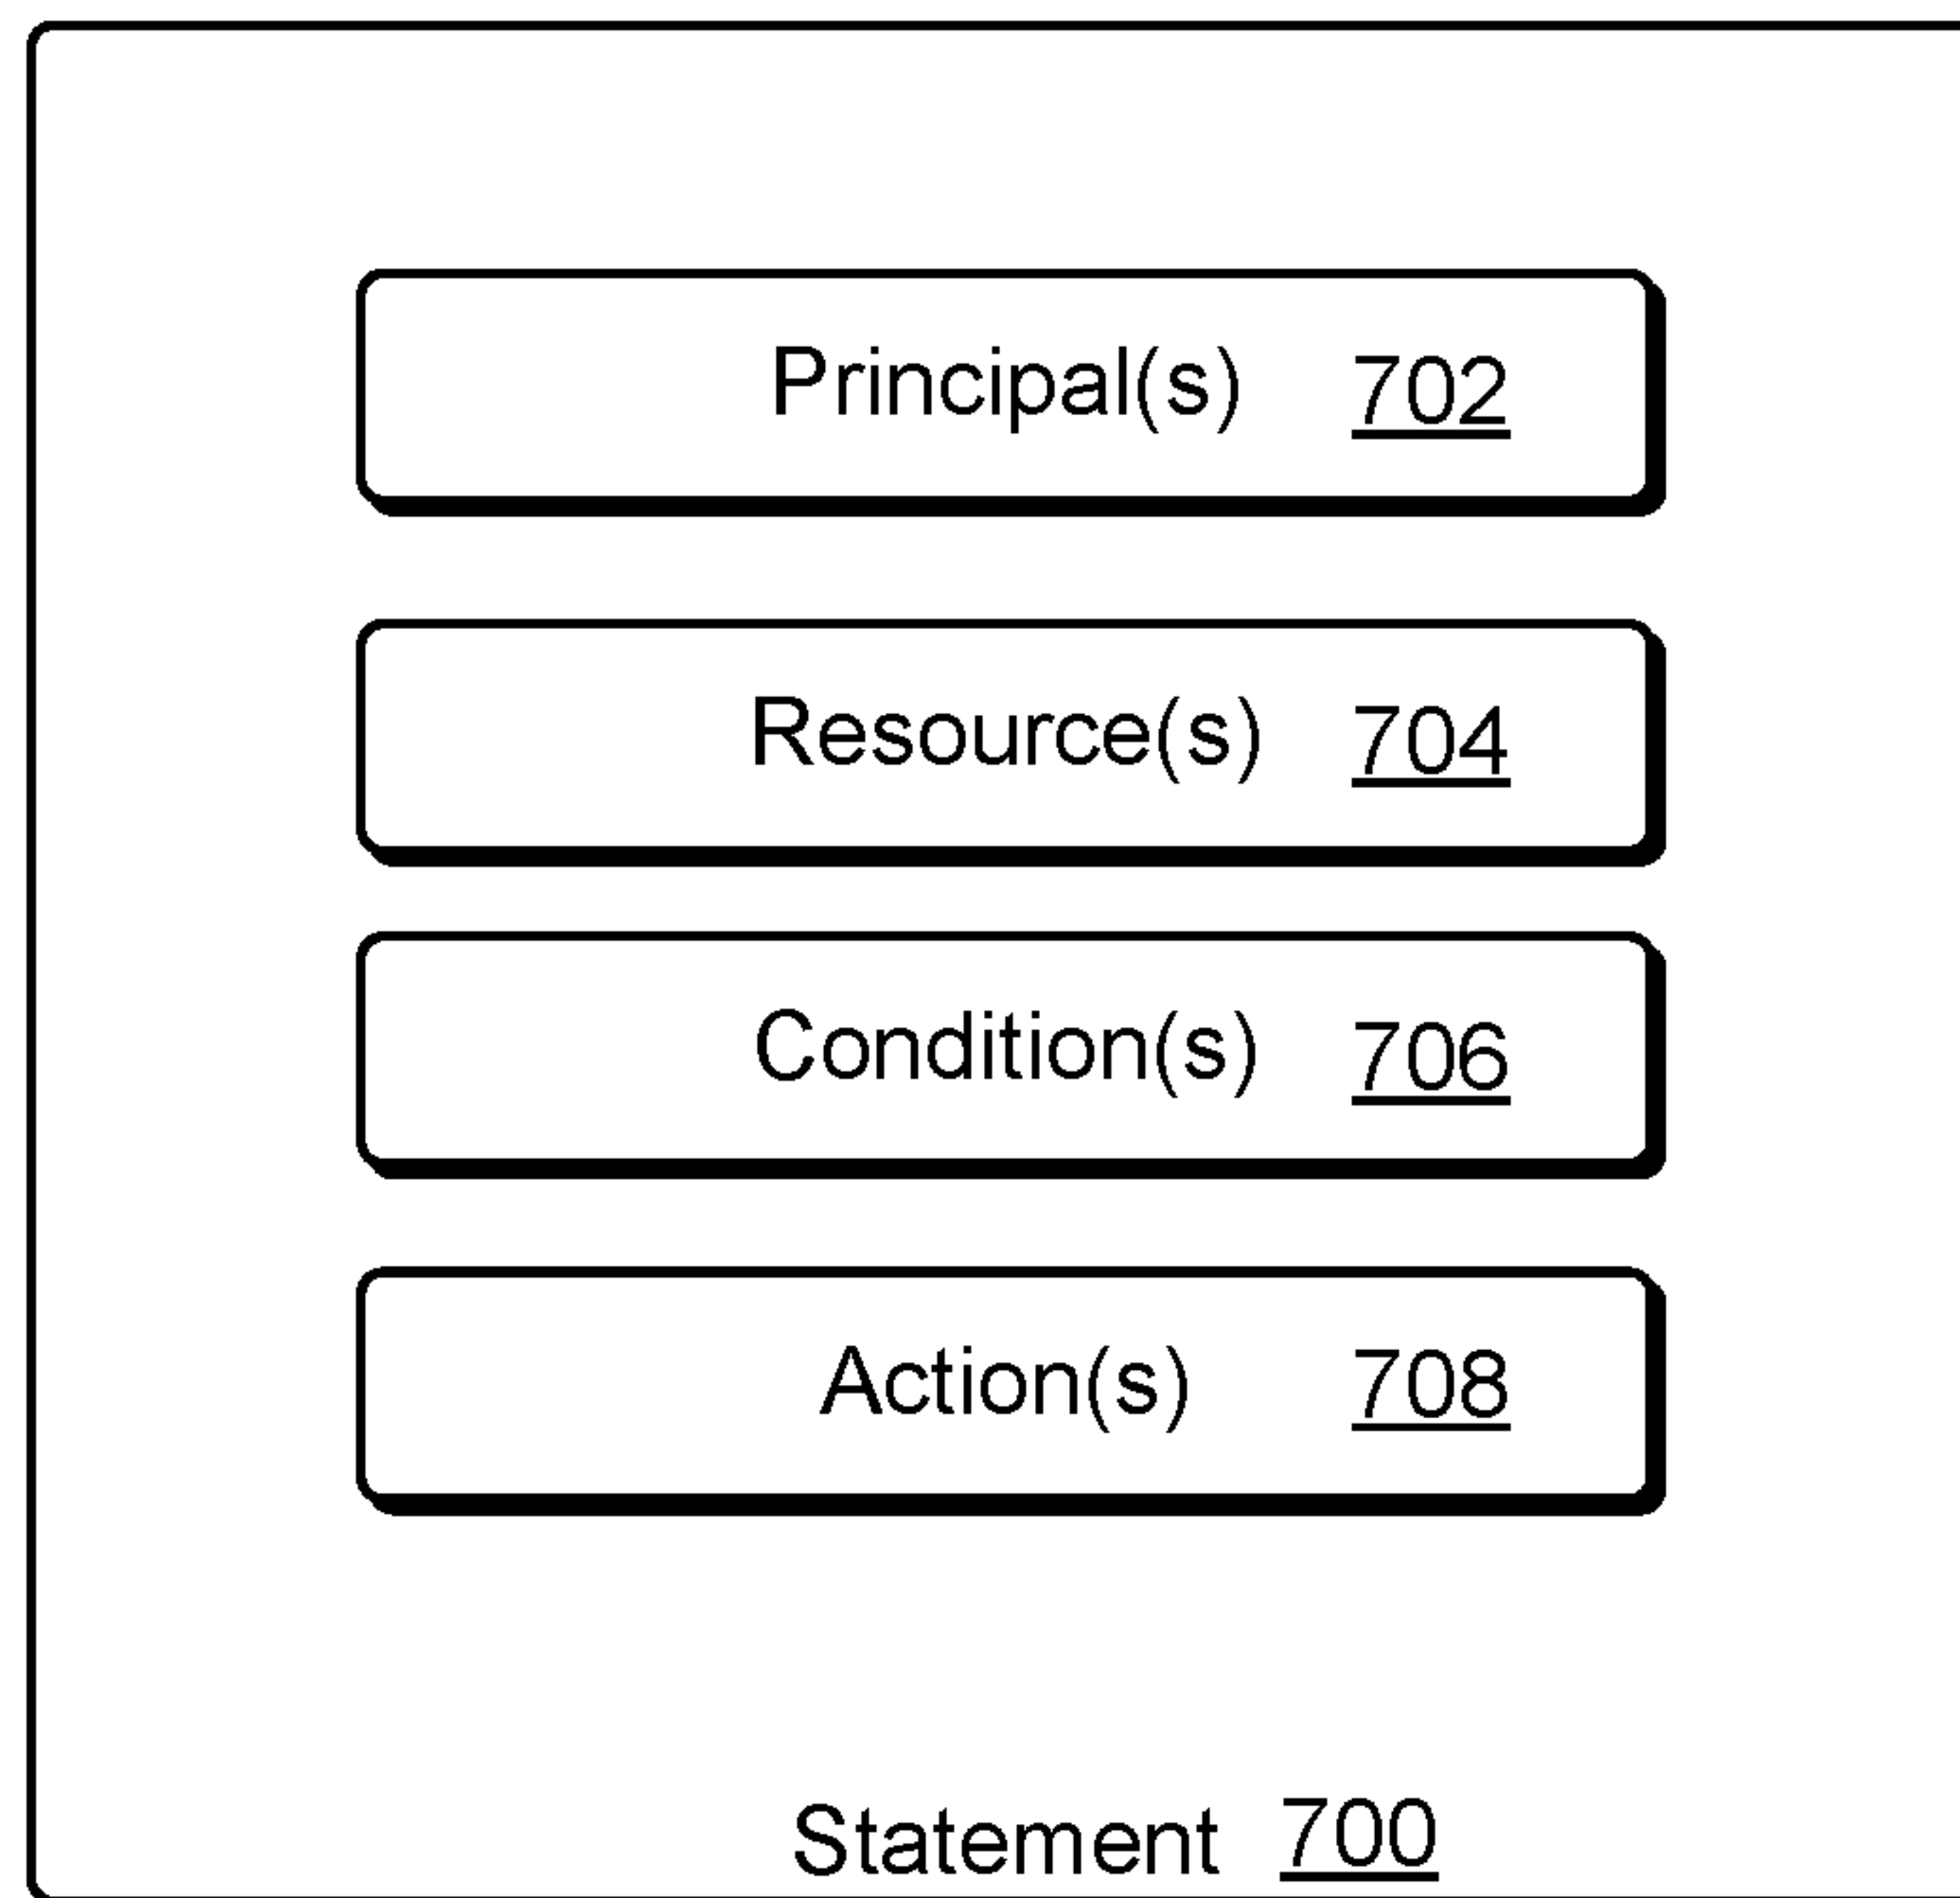 Principal(s) 702
Resource(s) 704
Condition(s) 706
Action(s) 708
Statement 700